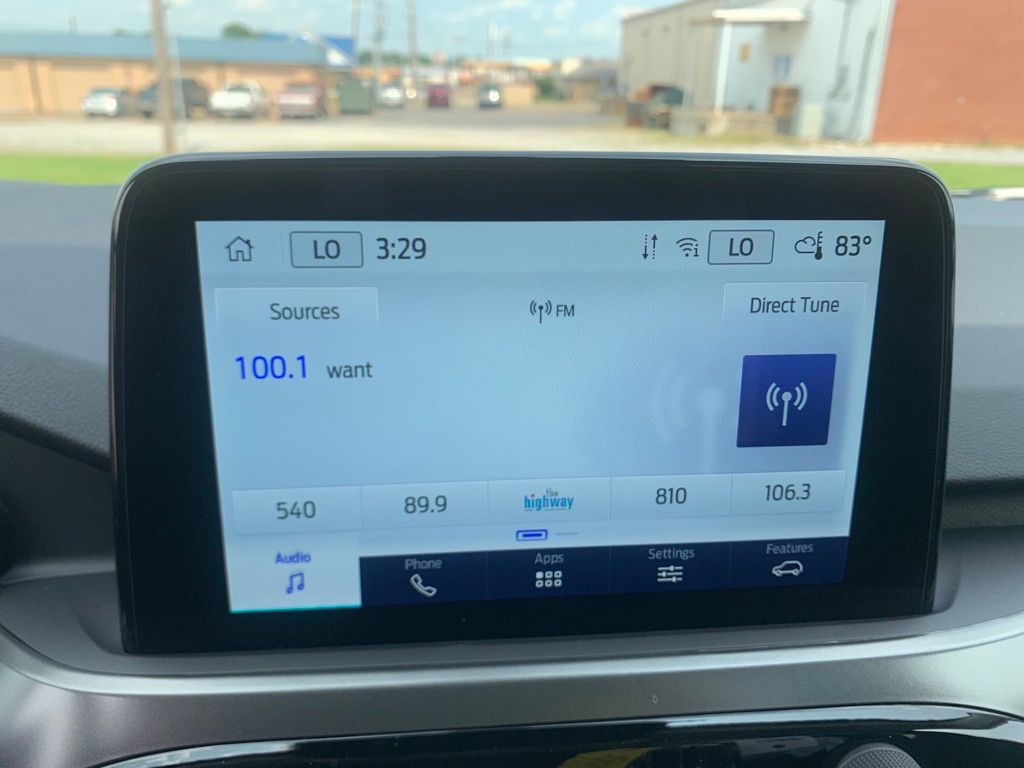 LO 3:29 LO 83°
Sources FM Direct Tune
100.1 want
540 89.9 the highway 810 106.3
Audio Phone Apps Settings Features